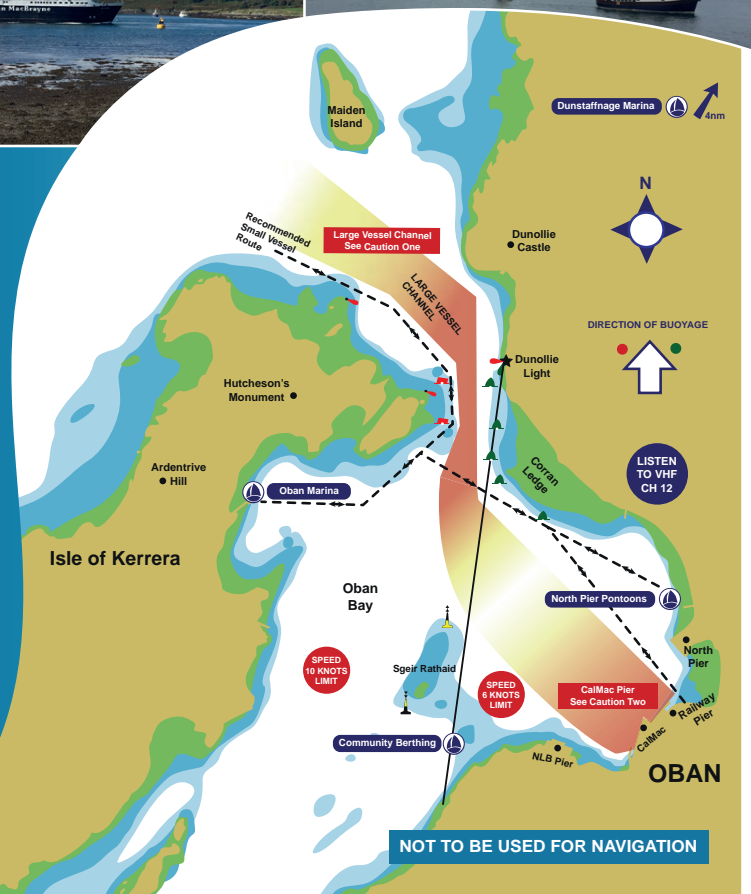 n MacBrayne
Maiden
Island
Dunstaffnage Marina
4nm
N
Recommended
Small Vessel
Route
Large Vessel Channel
See Caution One
Dunollie
Castle
LARGE VESSEL
CHANNEL
DIRECTION OF BUOYAGE
Dunollie
Light
Hutcheson's
Monument
LISTEN
TO VHF
CH 12
Corran
Ledge
Ardentrive
Hill
Oban Marina
Isle of Kerrera
Oban
Bay
North Pier Pontoons
North
Pier
SPEED
10 KNOTS
LIMIT
Sgeir Rathaid
SPEED
6 KNOTS
LIMIT
CalMac Pier
See Caution Two
Railway
Pier
CalMac
Community Berthing
NLB Pier
OBAN
NOT TO BE USED FOR NAVIGATION